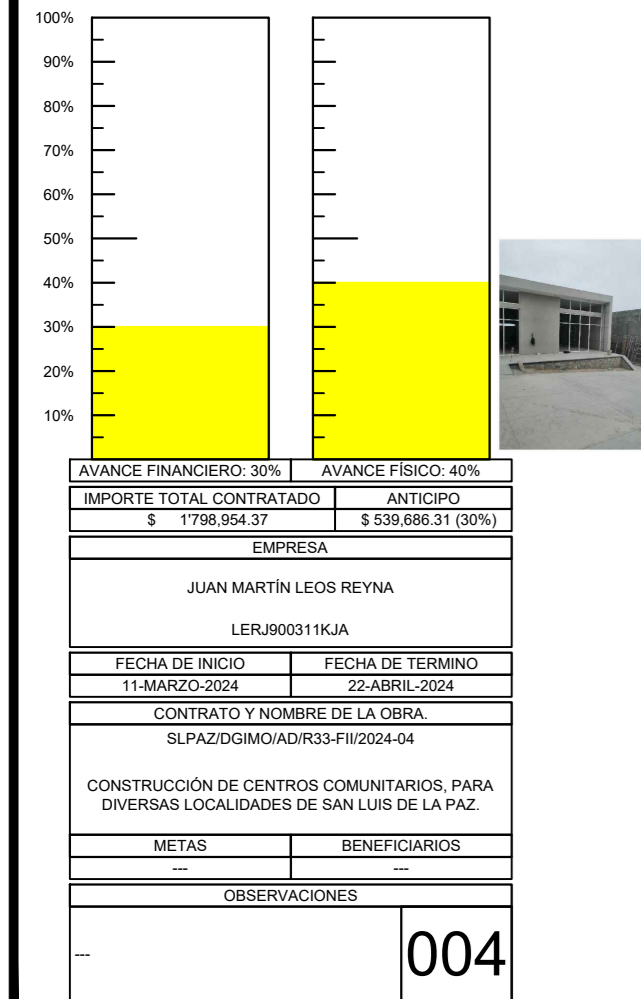 100%
90%
80%
70%
60%
50%
40%
30%
20%
10%
AVANCE FINANCIERO: 30% AVANCE FÍSICO: 40%
IMPORTE TOTAL CONTRATADO ANTICIPO
$ 1'798,954.37 $ 539,686.31 (30%)
EMPRESA
JUAN MARTÍN LEOS REYNA
LERJ900311KJA
FECHA DE INICIO FECHA DE TERMINO
11-MARZO-2024 22-ABRIL-2024
CONTRATO Y NOMBRE DE LA OBRA.
SLPAZ/DGIMO/AD/R33-FII/2024-04
CONSTRUCCIÓN DE CENTROS COMUNITARIOS, PARA
DIVERSAS LOCALIDADES DE SAN LUIS DE LA PAZ.
METAS BENEFICIARIOS
--- ---
OBSERVACIONES
--- 004